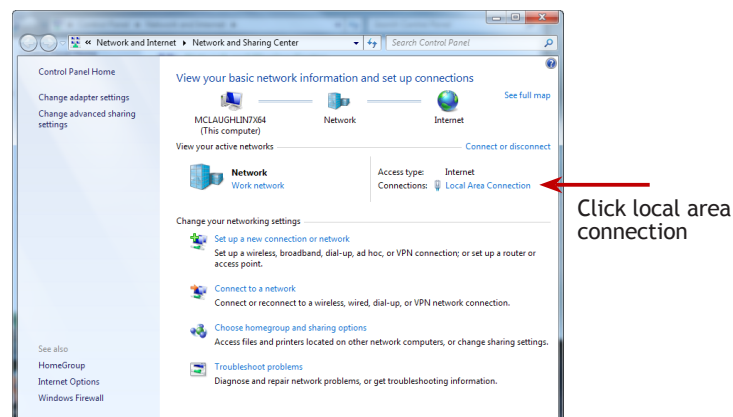 « Network and Internet ▸ Network and Sharing Center
Search Control Panel
Control Panel Home
Change adapter settings
Change advanced sharing
settings
See also
HomeGroup
Internet Options
Windows Firewall
View your basic network information and set up connections
See full map
MCLAUGHLIN7X64
(This computer)
Network
Internet
View your active networks
Connect or disconnect
Network
Work network
Access type: Internet
Connections: Local Area Connection
Change your networking settings
Set up a new connection or network
Set up a wireless, broadband, dial-up, ad hoc, or VPN connection; or set up a router or
access point.
Connect to a network
Connect or reconnect to a wireless, wired, dial-up, or VPN network connection.
Choose homegroup and sharing options
Access files and printers located on other network computers, or change sharing settings.
Troubleshoot problems
Diagnose and repair network problems, or get troubleshooting information.
Click local area
connection